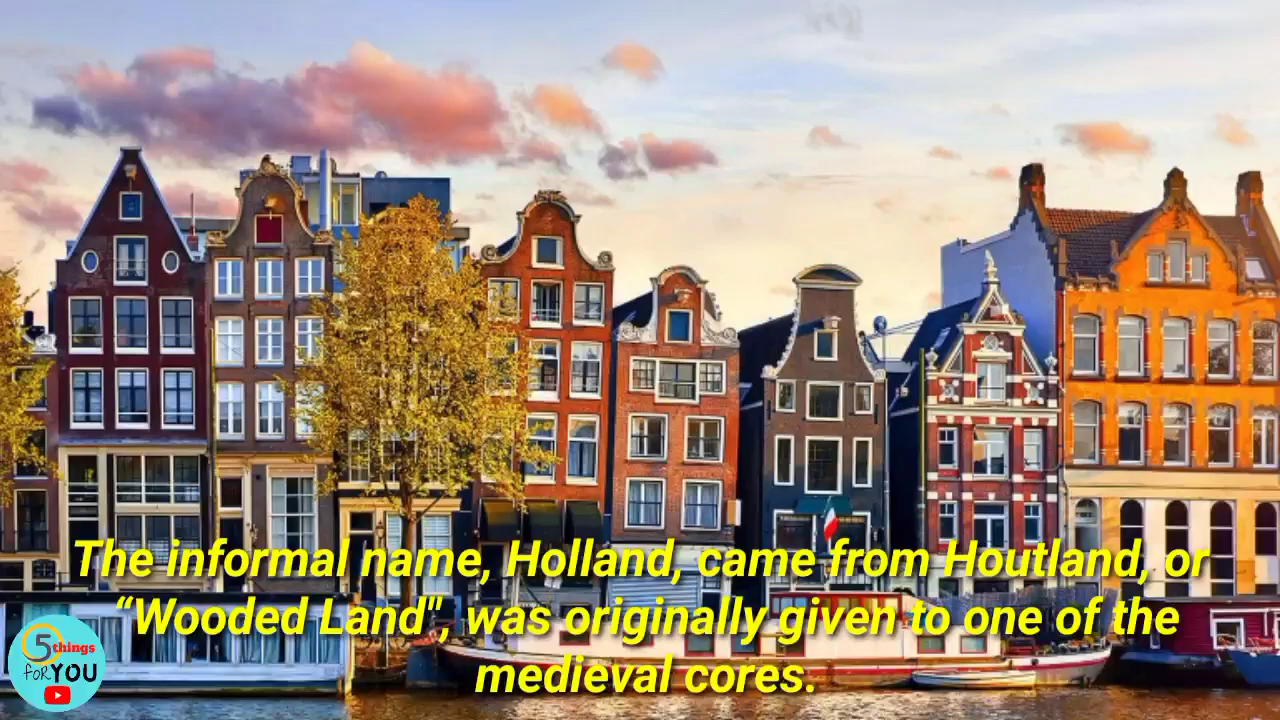 The informal name, Holland, came from Houtland, or
“Wooded Land", was originally given to one of the
medieval cores.
5 things
FOR YOU